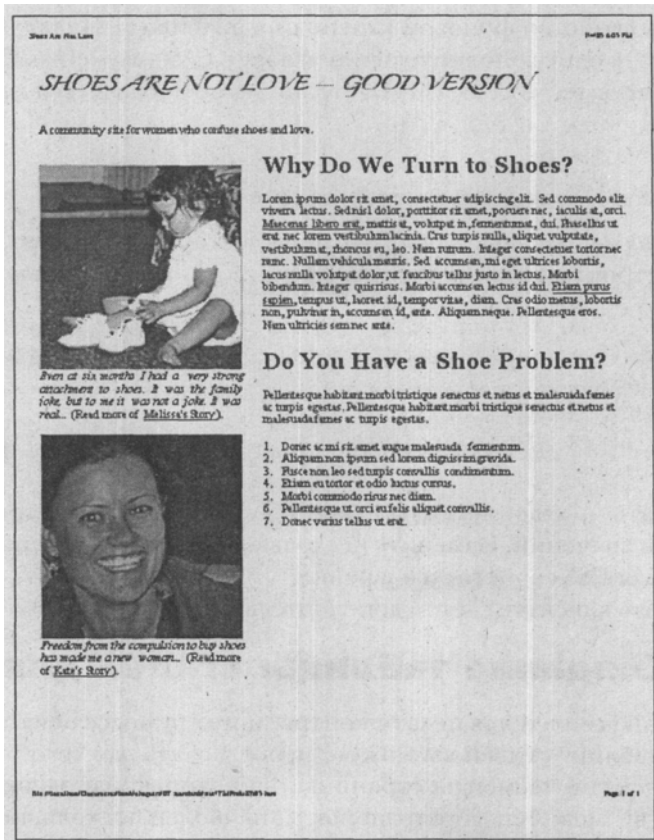 Shoes Are Not Love
6:03 PM
SHOES ARE NOT LOVE – GOOD VERSION
A community site for women who confuse shoes and love.
Why Do We Turn to Shoes?
Lorem ipsum dolor sit amet, consectetuer adipiscing elit. Sed commodo elit
viverra lectus. Sed nisl dolor, porttitor sit amet, posuere nec, iaculis at, orci.
Maecenas libero erat, mattis at, volutpat in, fermentum at, dui. Phasellus ut
erat nec lorem vestibulum lacinia. Cras turpis nulla, aliquet vulputate,
vestibulum at, rhoncus eu, leo. Nam rutrum. Integer consectetuer tortor nec
nunc. Nullam vehicula mauris. Sed accumsan, mi eget ultrices lobortis,
lacus nulla volutpat dolor, ut faucibus tellus justo in lectus. Morbi
bibendum. Integer quis risus. Morbi accumsan lectus id dui. Etiam purus
sapien, tempus ut, laoreet id, tempor vitae, diam. Cras odio metus, lobortis
non, pulvinar in, accumsan id, ante. Aliquam neque. Pellentesque eros.
Nam ultricies sem nec ante.
Do You Have a Shoe Problem?
Pellentesque habitant morbi tristique senectus et netus et malesuada fames
ac turpis egestas. Pellentesque habitant morbi tristique senectus et netus et
malesuada fames ac turpis egestas.
1. Donec ac mi sit amet augue malesuada fermentum.
2. Aliquam non ipsum sed lorem dignissim gravida.
3. Fusce non leo sed turpis convallis condimentum.
4. Etiam eu tortor et odio luctus cursus.
5. Morbi commodo risus nec diam.
6. Pellentesque ut orci eu felis aliquet convallis.
7. Donec varius tellus ut erat.
Even at six months I had a very strong
attachment to shoes. It was the family
joke, but to me it was not a joke. It was
real... (Read more of Melissa's Story).
Freedom from the compulsion to buy shoes
has made me a new woman... (Read more
of Kate's Story).
Page 1 of 1